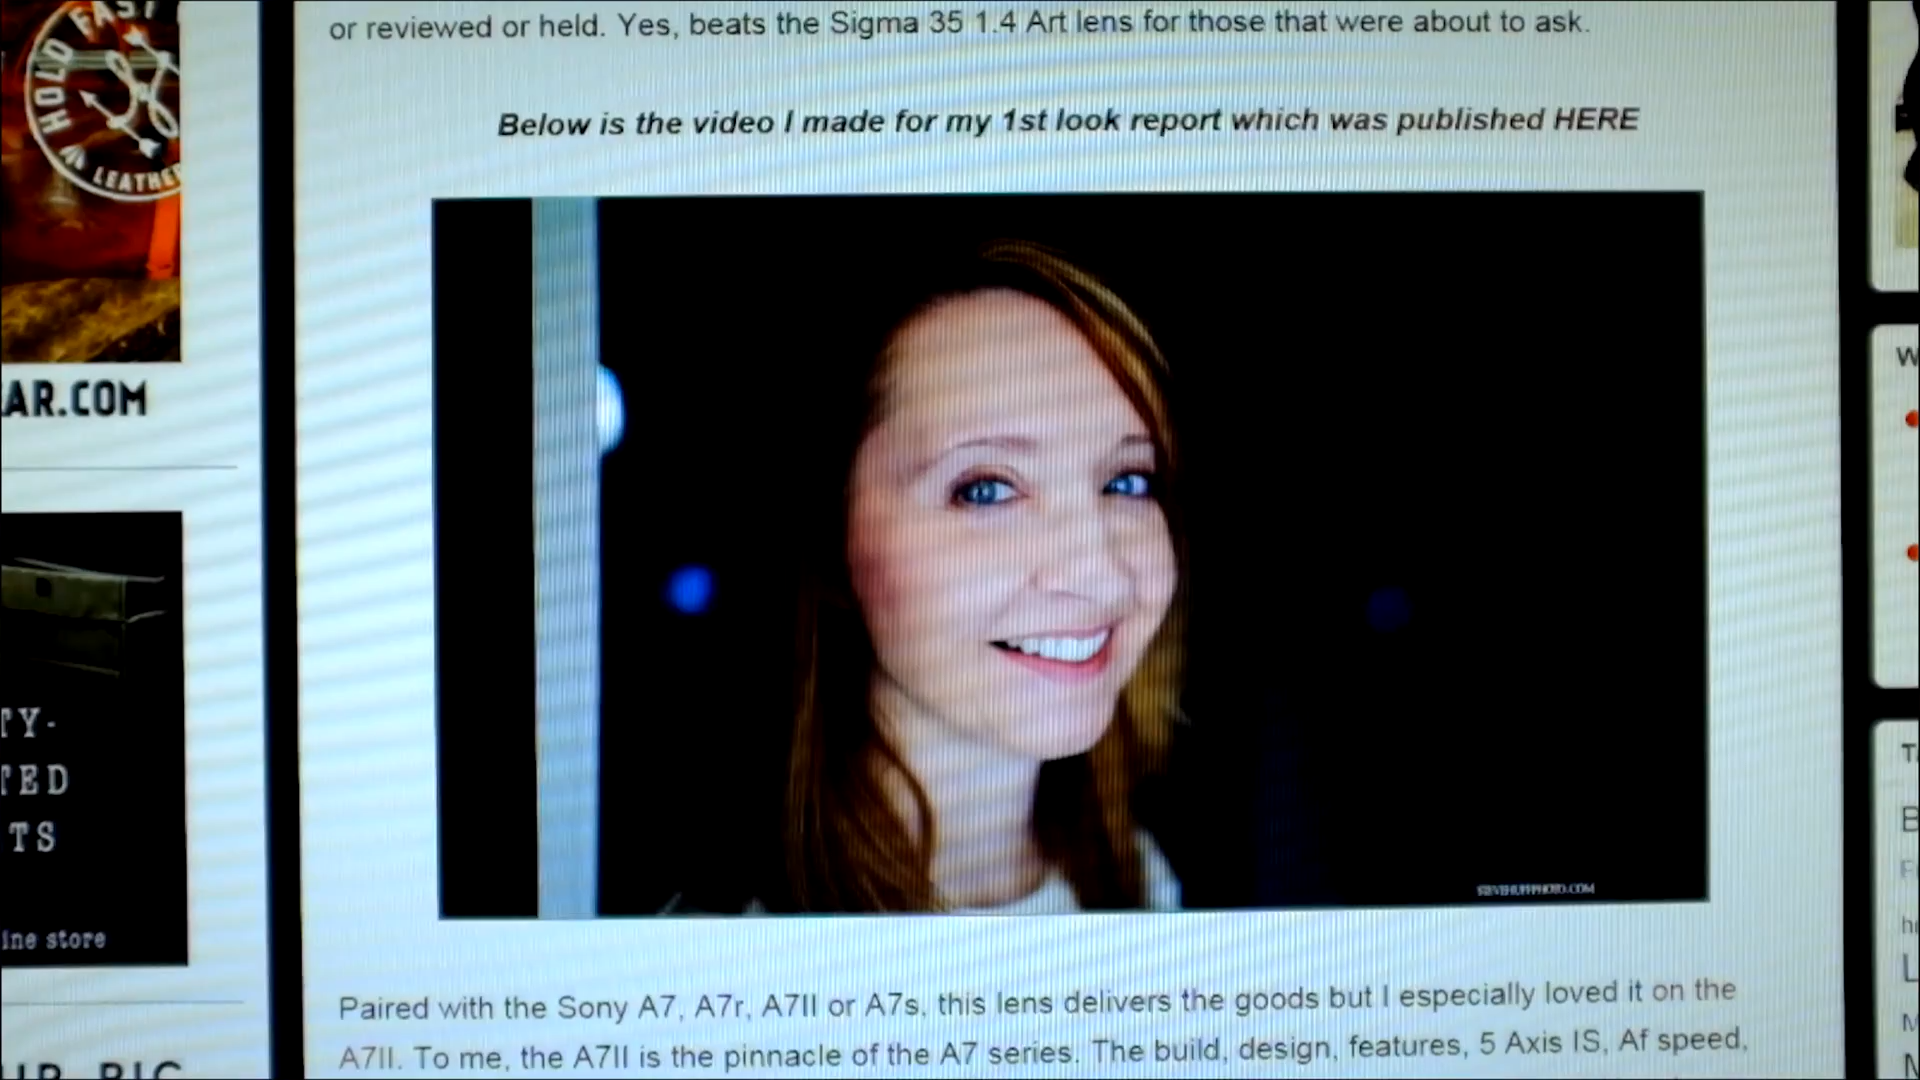 or reviewed or held. Yes, beats the Sigma 35 1.4 Art lens for those that were about to ask.
Below is the video I made for my 1st look report which was published HERE
STEVEHUFFPHOTO.COM
Paired with the Sony A7, A7r, A7II or A7s, this lens delivers the goods but I especially loved it on the
A7II. To me, the A7II is the pinnacle of the A7 series. The build, design, features, 5 Axis IS, Af speed,
HOLD FAST
LEATHER
AR.COM
TY-
TED
TS
ine store
W
T
B
F
h
L
M
M